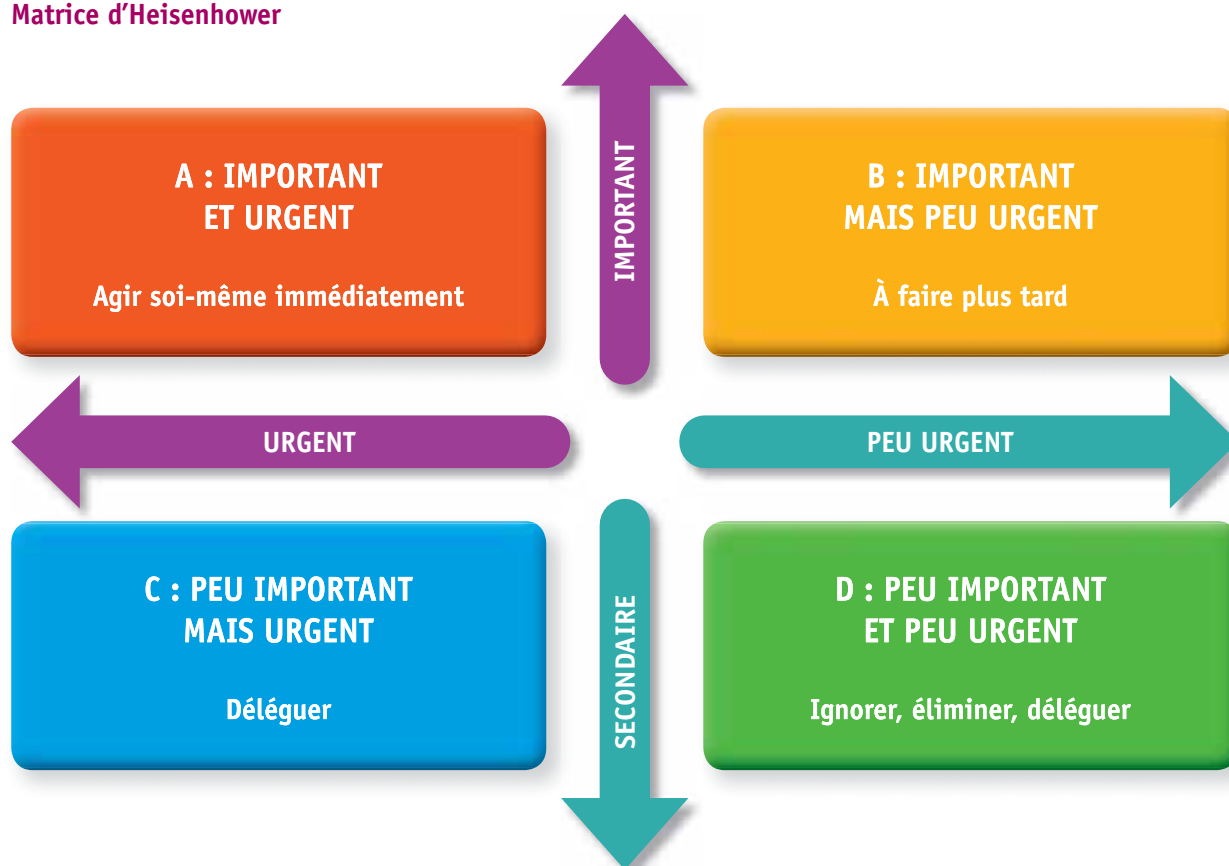 Matrice d'Heisenhower
A : IMPORTANT
ET URGENT
Agir soi-même immédiatement
IMPORTANT
B : IMPORTANT
MAIS PEU URGENT
À faire plus tard
URGENT
PEU URGENT
C : PEU IMPORTANT
MAIS URGENT
Déléguer
SECONDAIRE
D : PEU IMPORTANT
ET PEU URGENT
Ignorer, éliminer, déléguer